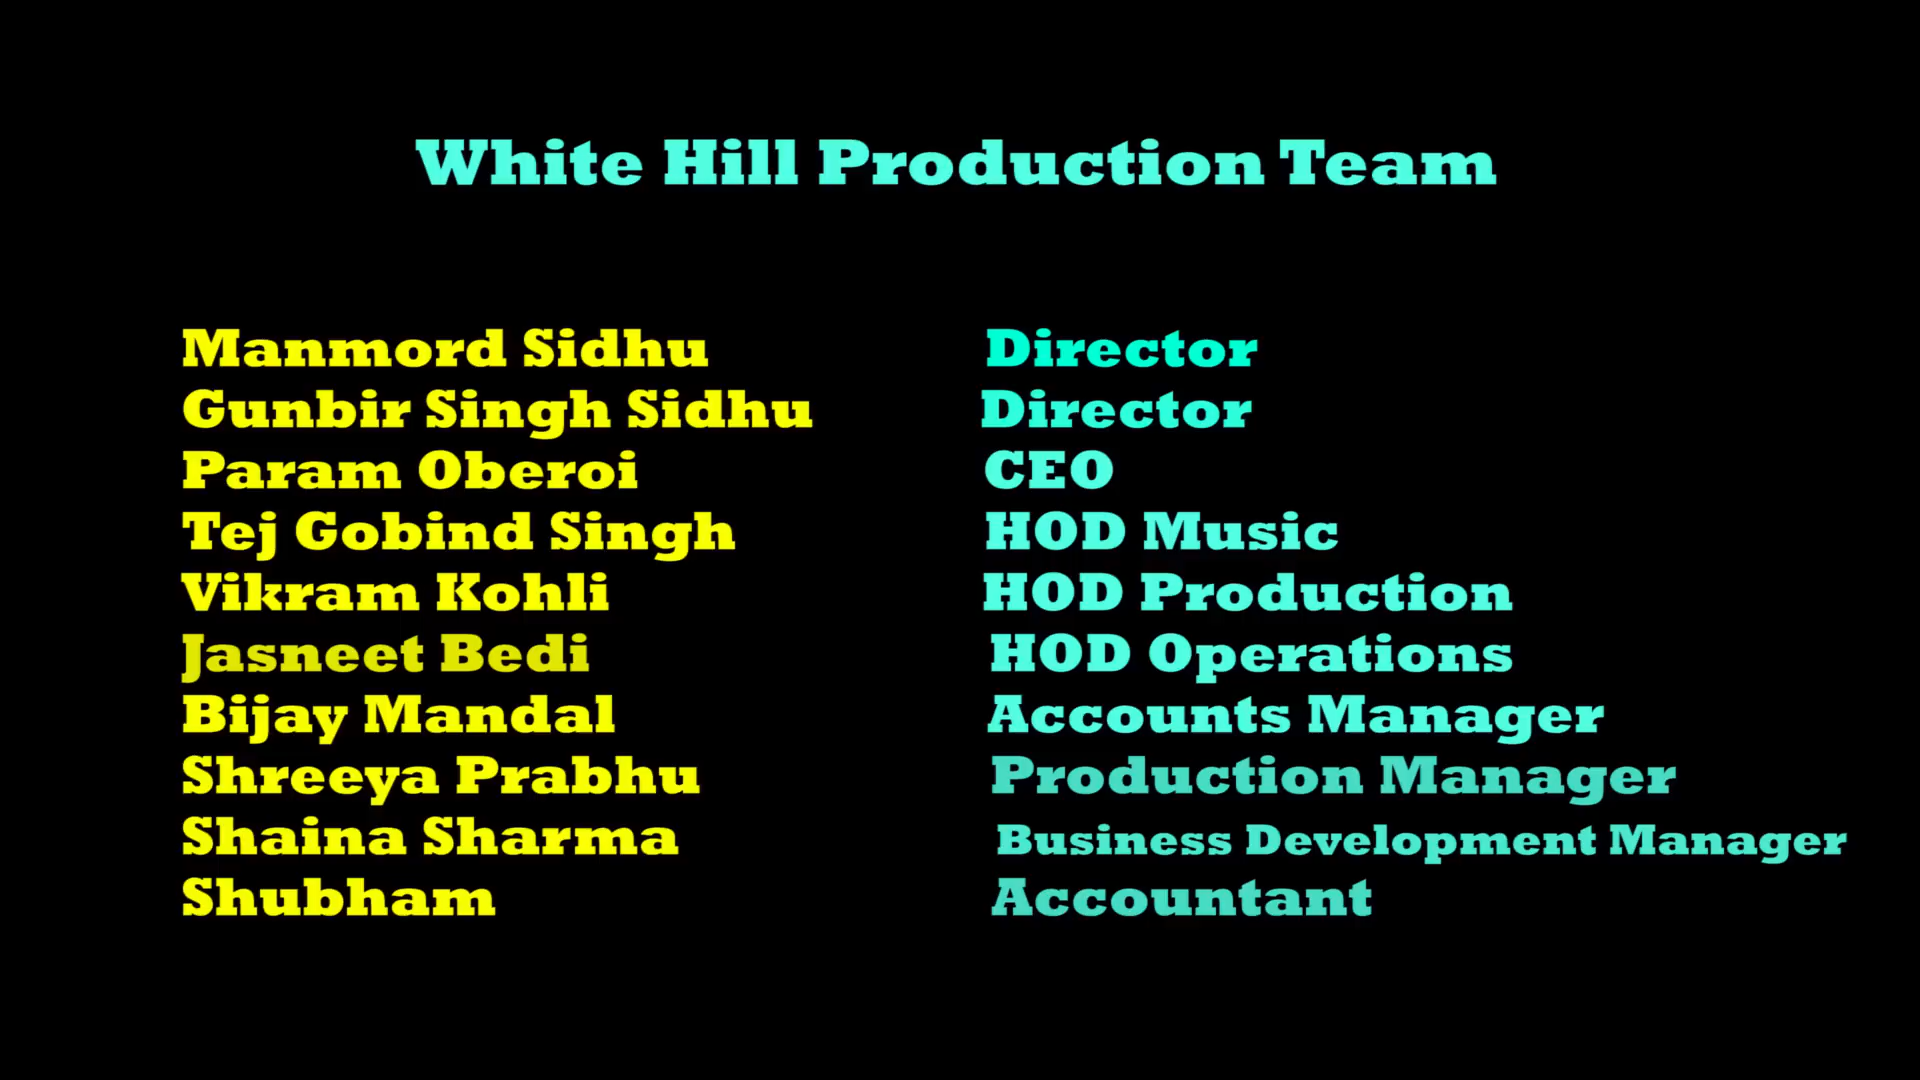 White Hill Production Team
Manmord Sidhu Director
Gunbir Singh Sidhu Director
Param Oberoi CEO
Tej Gobind Singh HOD Music
Vikram Kohli HOD Production
Jasneet Bedi HOD Operations
Bijay Mandal Accounts Manager
Shreeya Prabhu Production Manager
Shaina Sharma Business Development Manager
Shubham Accountant